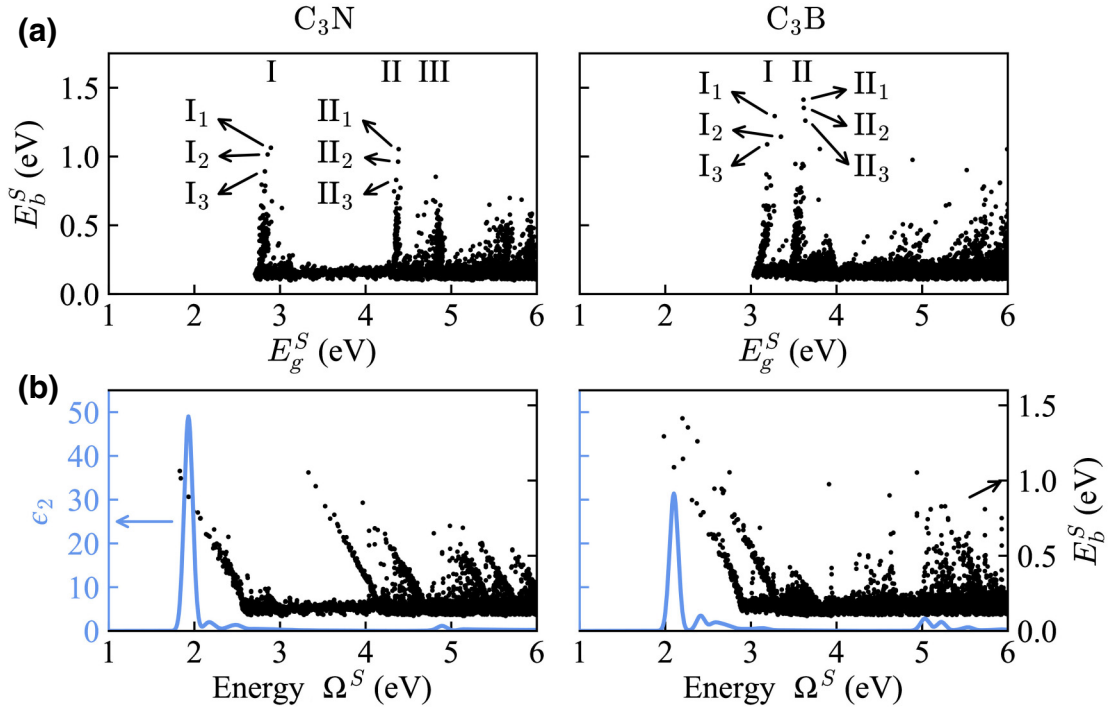 C₃N C₃B
(a)
I II III
I₁ II₁
I₂ II₂
I₃ II₃
I II
I₁ II₁
I₂ II₂
I₃ II₃
E_b^S (eV)
1.5
1.0
0.5
0.0
1 2 3 4 5 6
E_g^S (eV)
1 2 3 4 5 6
E_g^S (eV)
(b)
ϵ₂
50
40
30
20
10
0
1 2 3 4 5 6
Energy Ω^S (eV)
1 2 3 4 5 6
Energy Ω^S (eV)
1.5
1.0
0.5
0.0
E_b^S (eV)